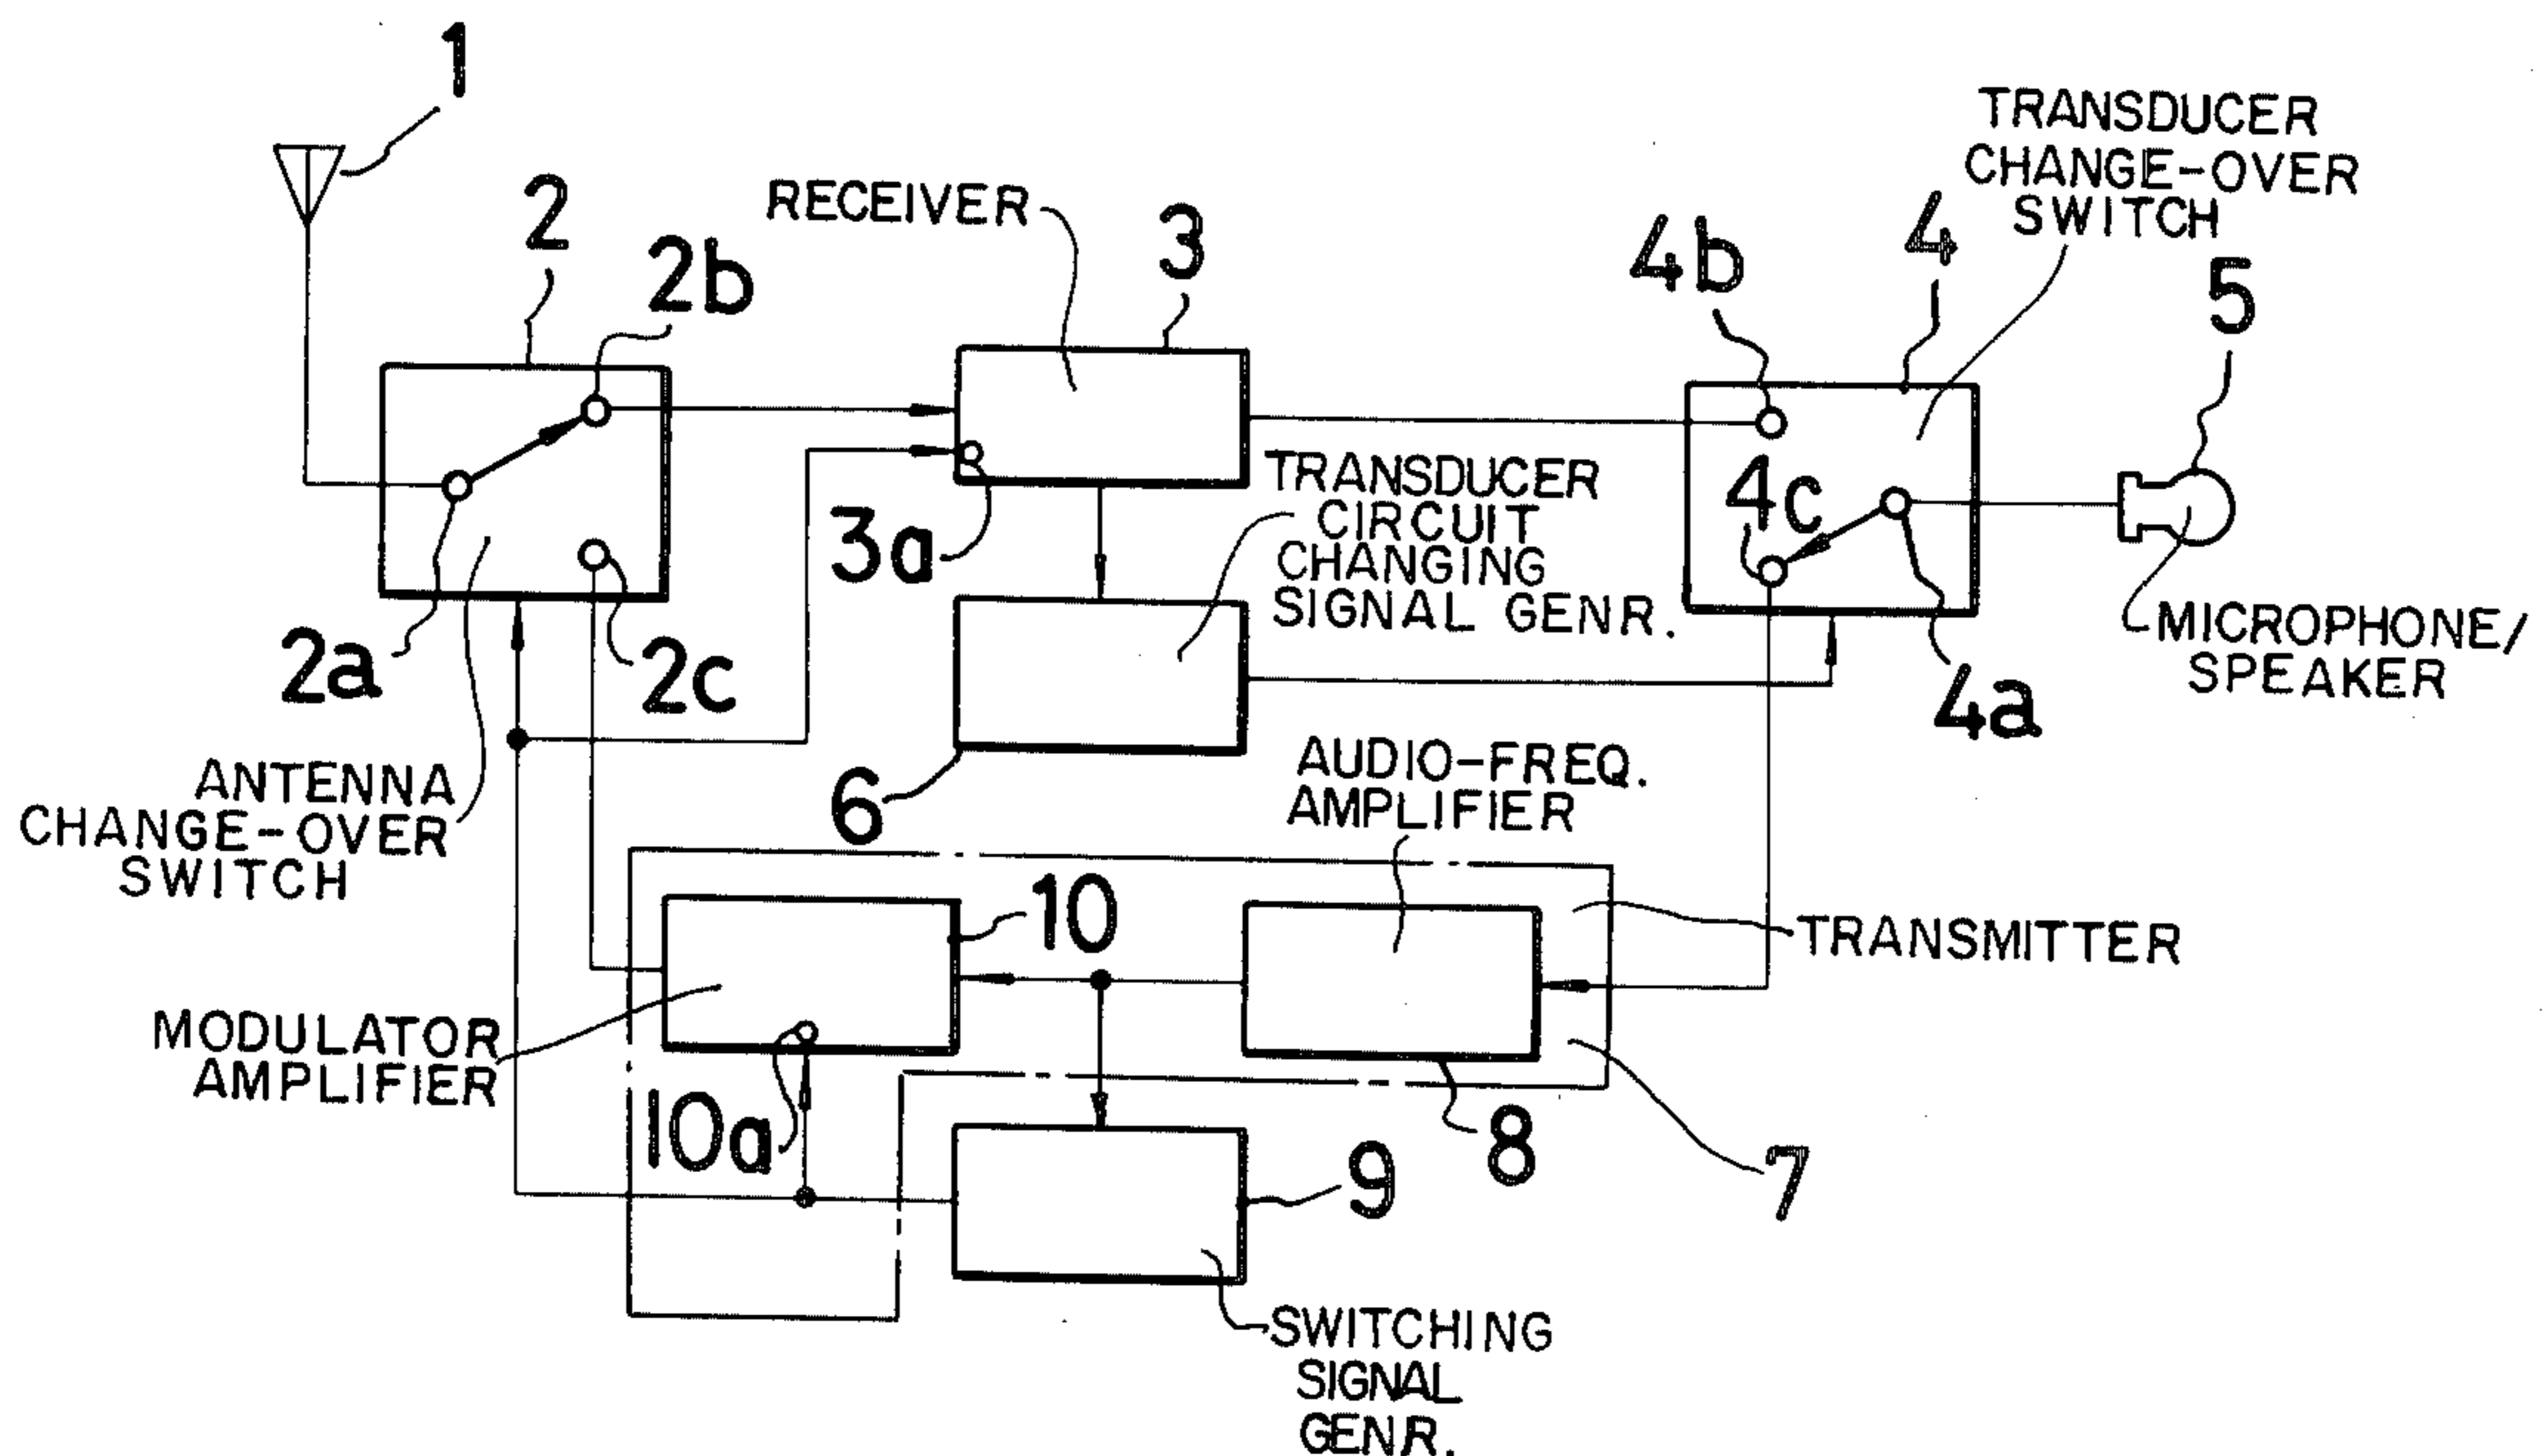 1
TRANSDUCER
CHANGE-OVER
SWITCH
RECEIVER
2
2b
3
4b
4
5
3a
TRANSDUCER
CIRCUIT
CHANGING
SIGNAL GENR.
4c
2a
2c
4a
MICROPHONE/
SPEAKER
ANTENNA
CHANGE-OVER
SWITCH
6
AUDIO-FREQ.
AMPLIFIER
10
TRANSMITTER
MODULATOR
AMPLIFIER
10a
8
7
9
SWITCHING
SIGNAL
GENR.